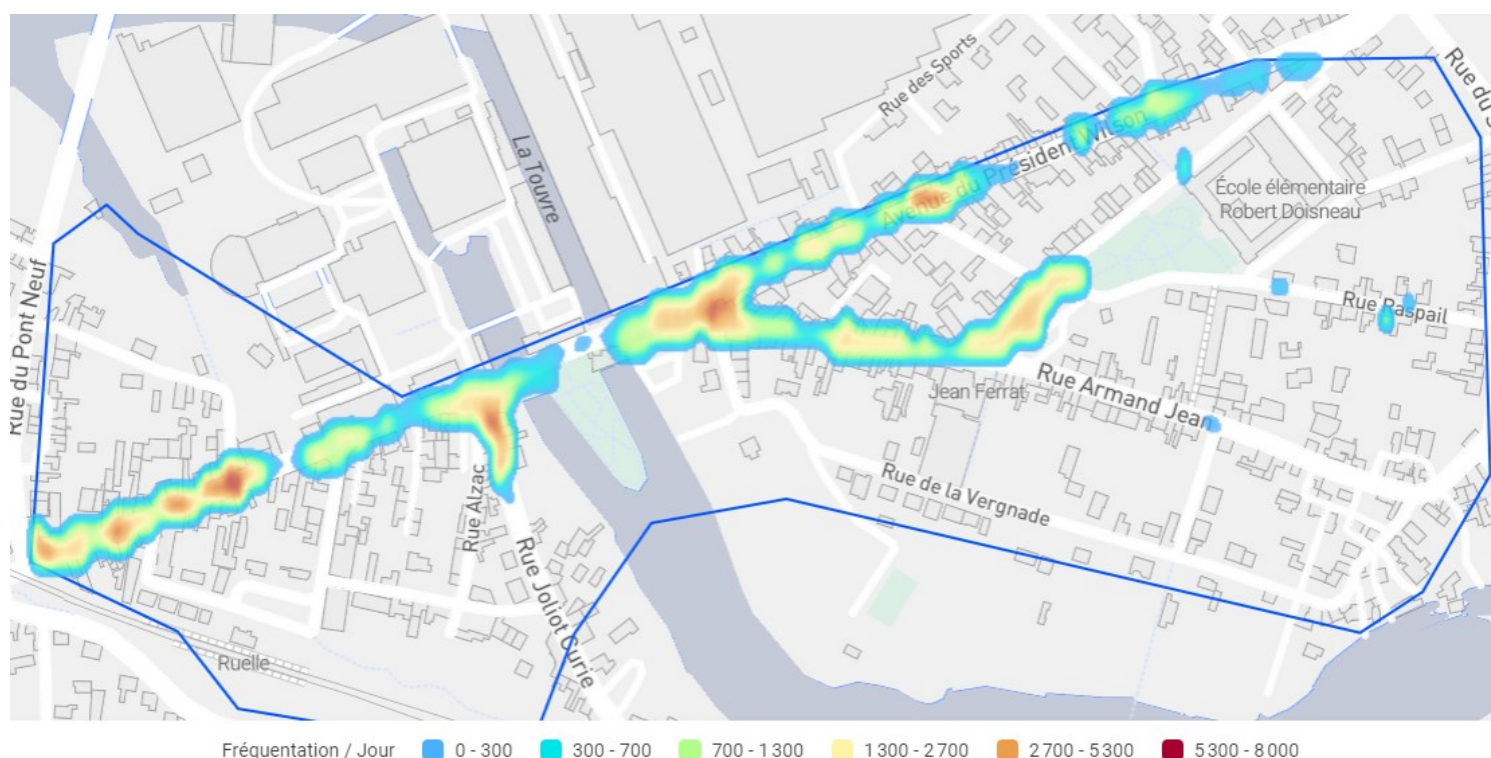 Rue des Sports
Rue du S
La Touvre
Avenue du Président Wilson
École élémentaire
Robert Doisneau
Rue du Pont Neuf
Rue Raspail
Jean Ferrat
Rue Armand Jean
Rue Alzac
Rue de la Vergnade
Rue Joliot Curie
Ruelle
Fréquentation / Jour 0 - 300 300 - 700 700 - 1 300 1 300 - 2 700 2 700 - 5 300 5 300 - 8 000